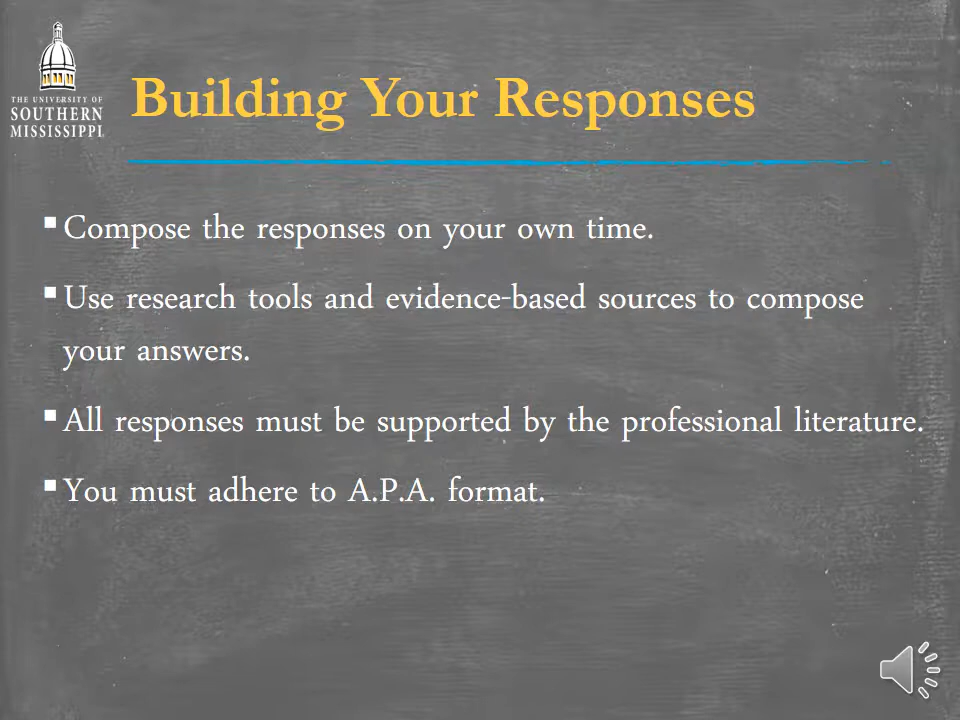 THE UNIVERSITY OF
SOUTHERN
MISSISSIPPI
Building Your Responses
▪ Compose the responses on your own time.
▪ Use research tools and evidence-based sources to compose
your answers.
▪ All responses must be supported by the professional literature.
▪ You must adhere to A.P.A. format.